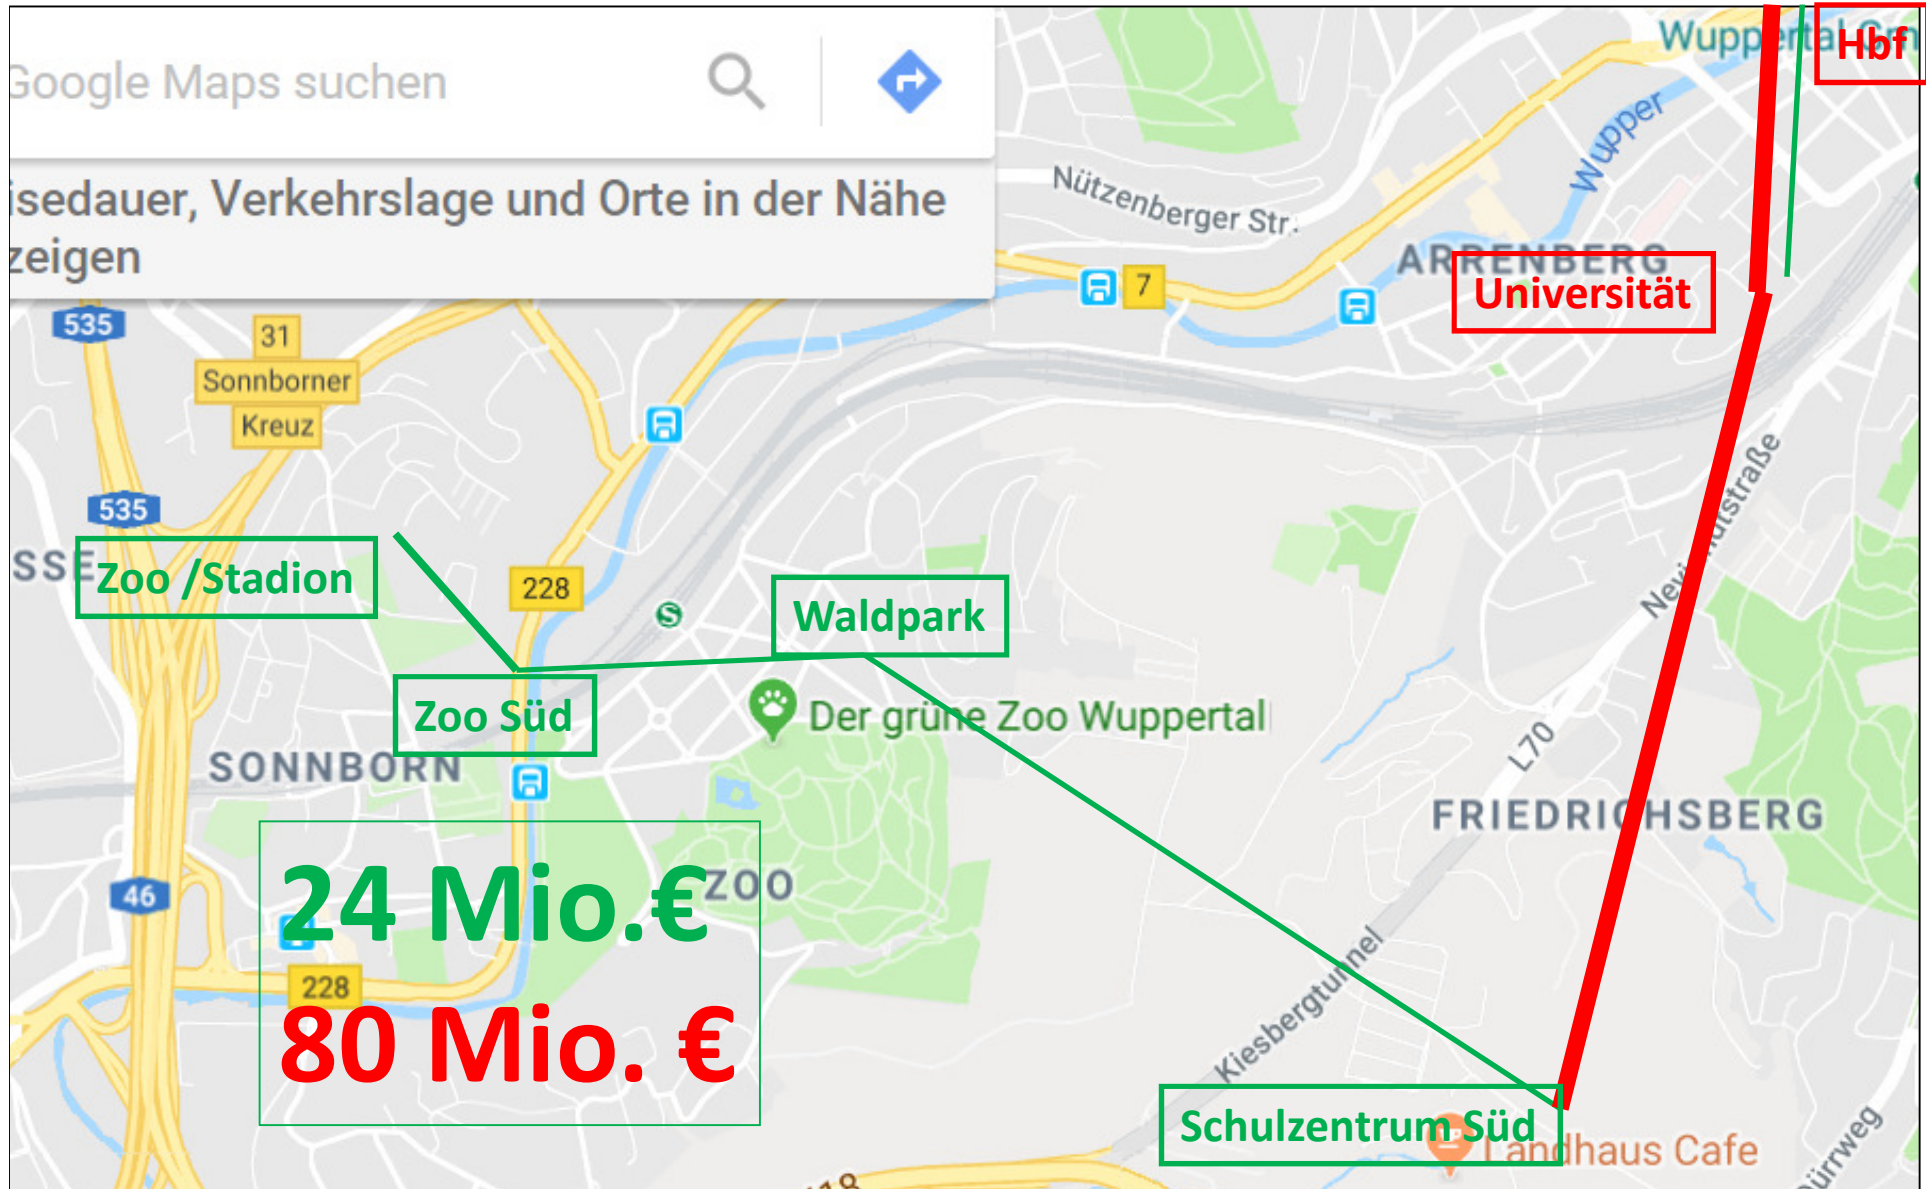 Google Maps suchen
isedauer, Verkehrslage und Orte in der Nähe
zeigen
Hbf
Wupper
Nützenberger Str.
ARRENBERG
Universität
7
535
31
Sonnborner
Kreuz
535
Zoo /Stadion
228
Waldpark
Zoo Süd
Der grüne Zoo Wuppertal
SONNBORN
L70
FRIEDRICHSBERG
46
24 Mio.€
ZOO
228
80 Mio. €
Kiesbergtunnel
Schulzentrum Süd
Landhaus Cafe